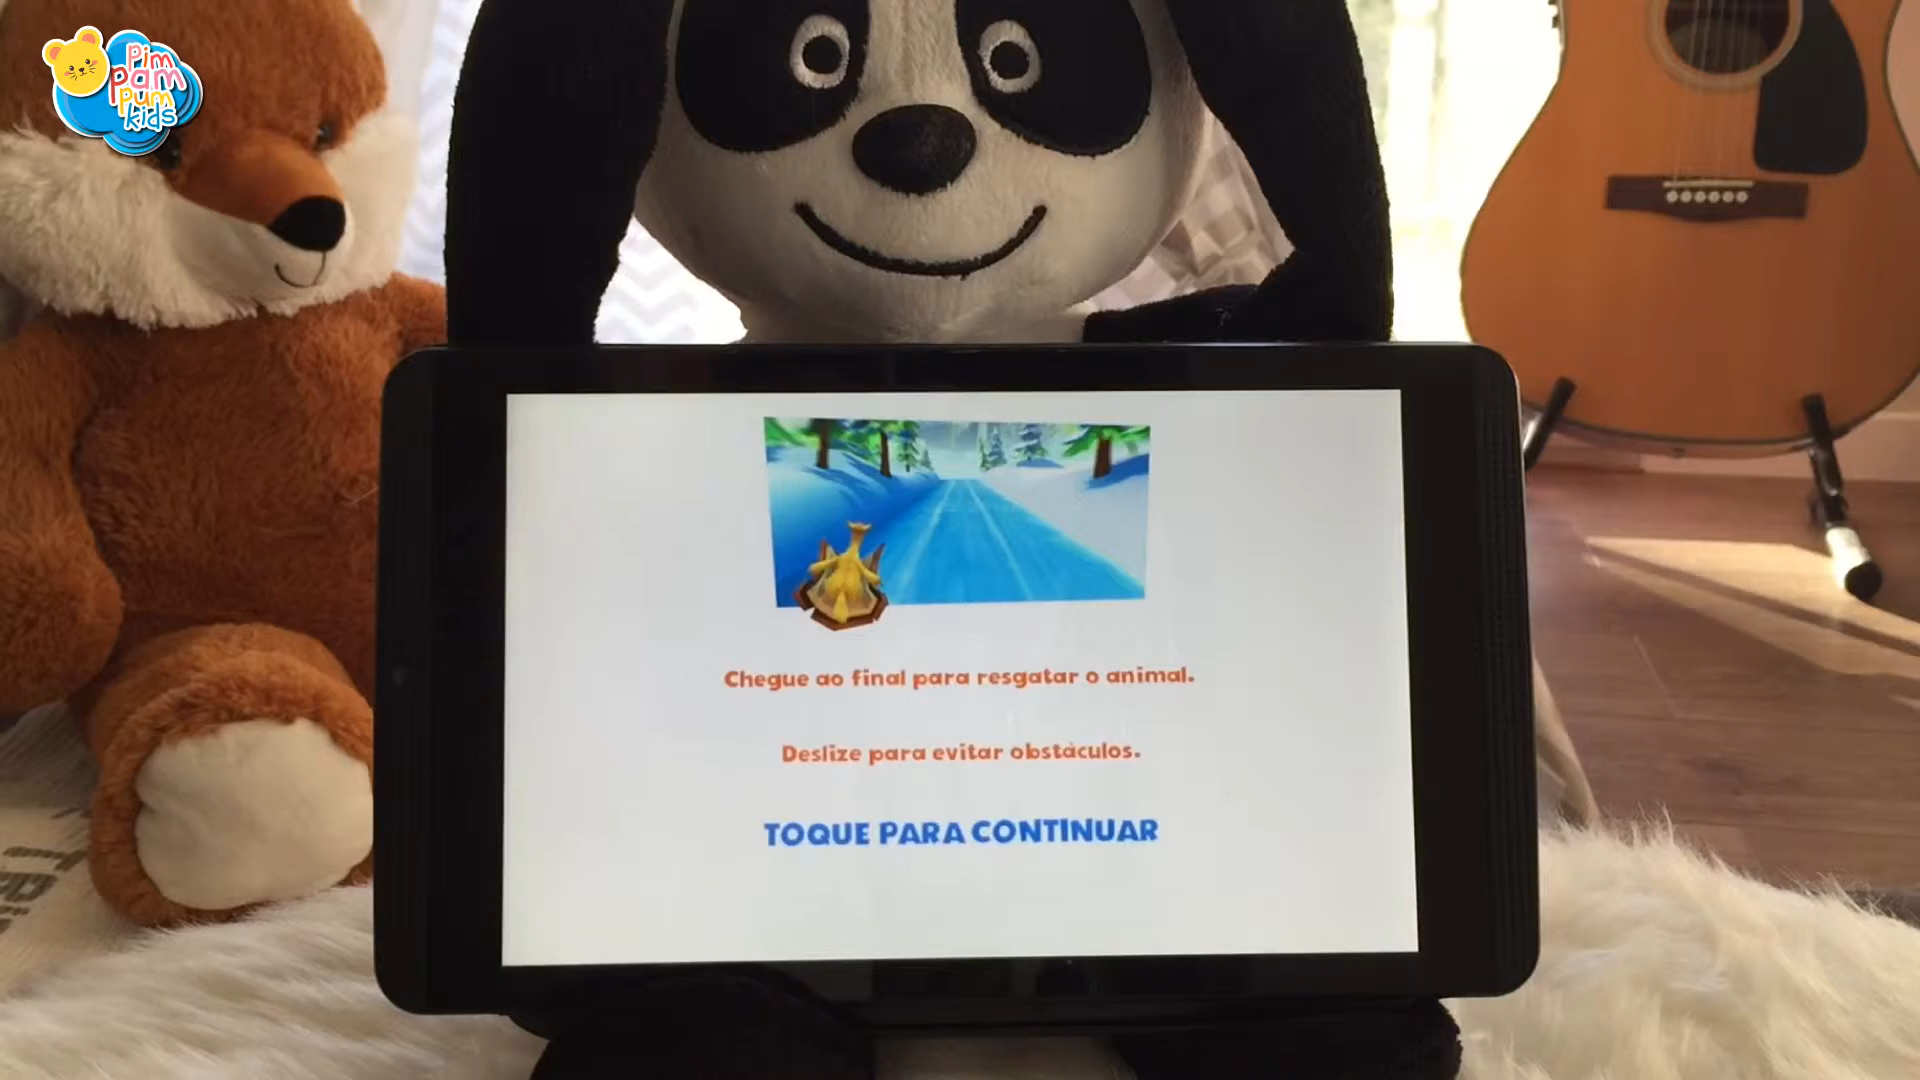 Pim
pam
pum
kids
Chegue ao final para resgatar o animal.
Deslize para evitar obstáculos.
TOQUE PARA CONTINUAR